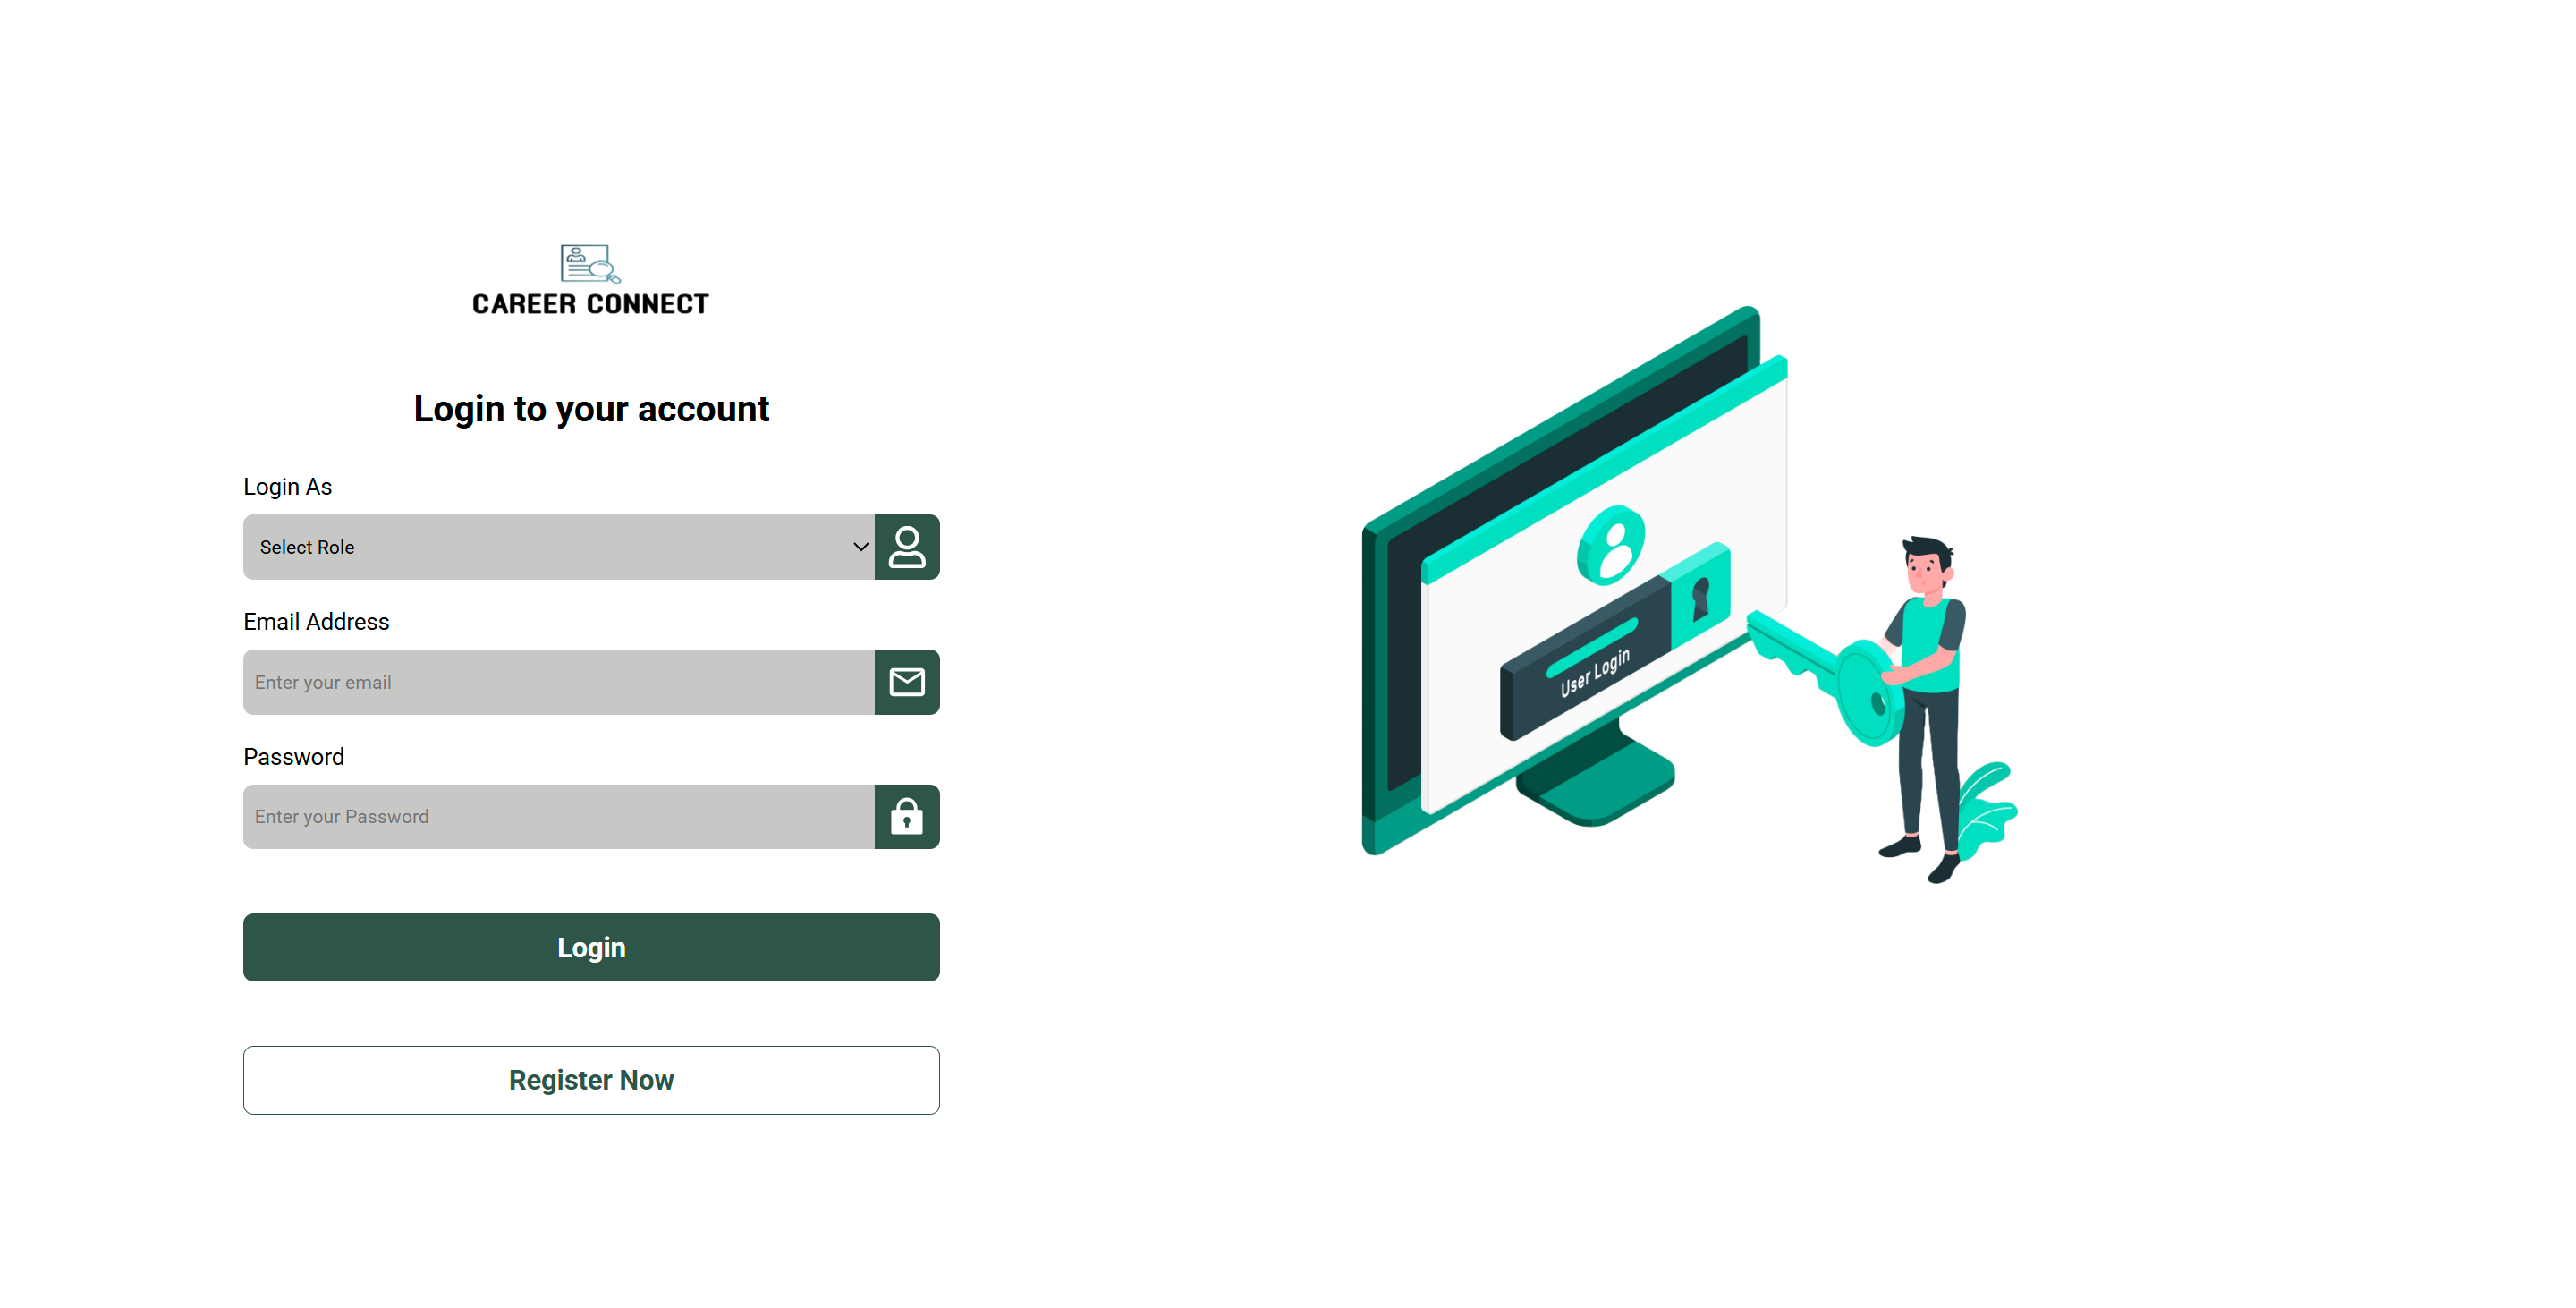 CAREER CONNECT
Login to your account
Login As
Select Role
Email Address
Enter your email
Password
Enter your Password
Login
Register Now
User Login